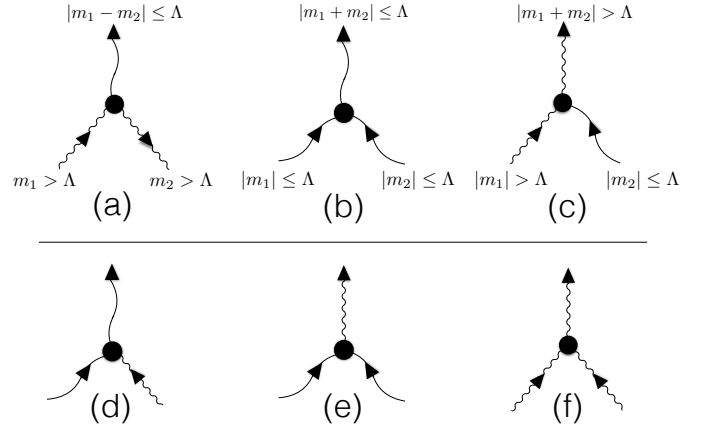 |m₁ − m₂| ≤ Λ |m₁ + m₂| ≤ Λ |m₁ + m₂| > Λ
m₁ > Λ m₂ > Λ |m₁| ≤ Λ |m₂| ≤ Λ |m₁| > Λ |m₂| ≤ Λ
(a) (b) (c)
(d) (e) (f)